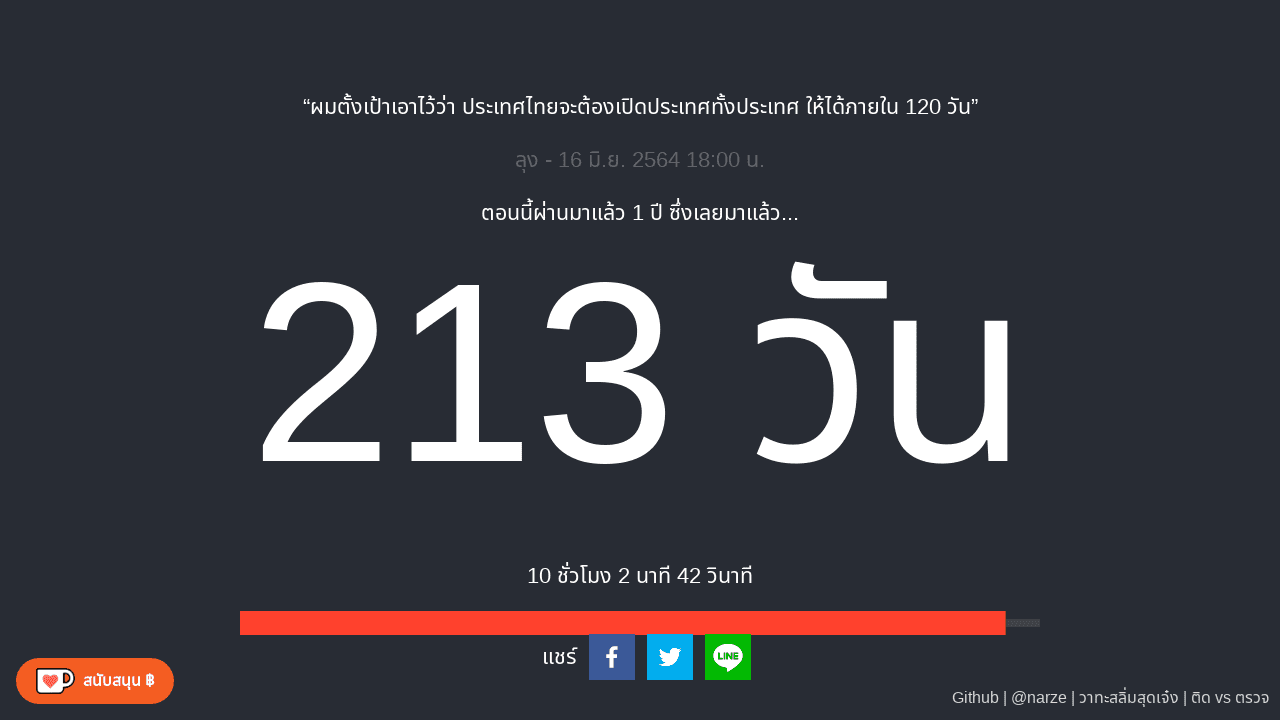 “ผมตั้งเป้าเอาไว้ว่า ประเทศไทยจะต้องเปิดประเทศทั้งประเทศ ให้ได้ภายใน 120 วัน”
ลุง - 16 มิ.ย. 2564 18:00 น.
ตอนนี้ผ่านมาแล้ว 1 ปี ซึ่งเลยมาแล้ว...
213 วัน
10 ชั่วโมง 2 นาที 42 วินาที
แชร์
LINE
สนับสนุน ฿
Github | @narze | วาทะสลิ่มสุดเจ๋ง | ติด vs ตรวจ